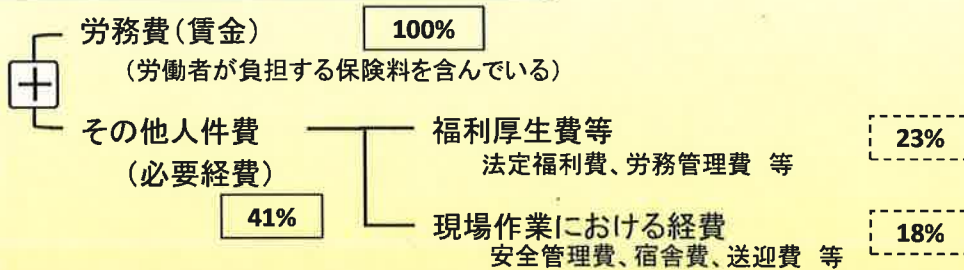 労務費（賃金） 100%
（労働者が負担する保険料を含んでいる）
＋
その他人件費 福利厚生費等 23%
（必要経費） 法定福利費、労務管理費 等
41% 現場作業における経費 18%
安全管理費、宿舎費、送迎費 等